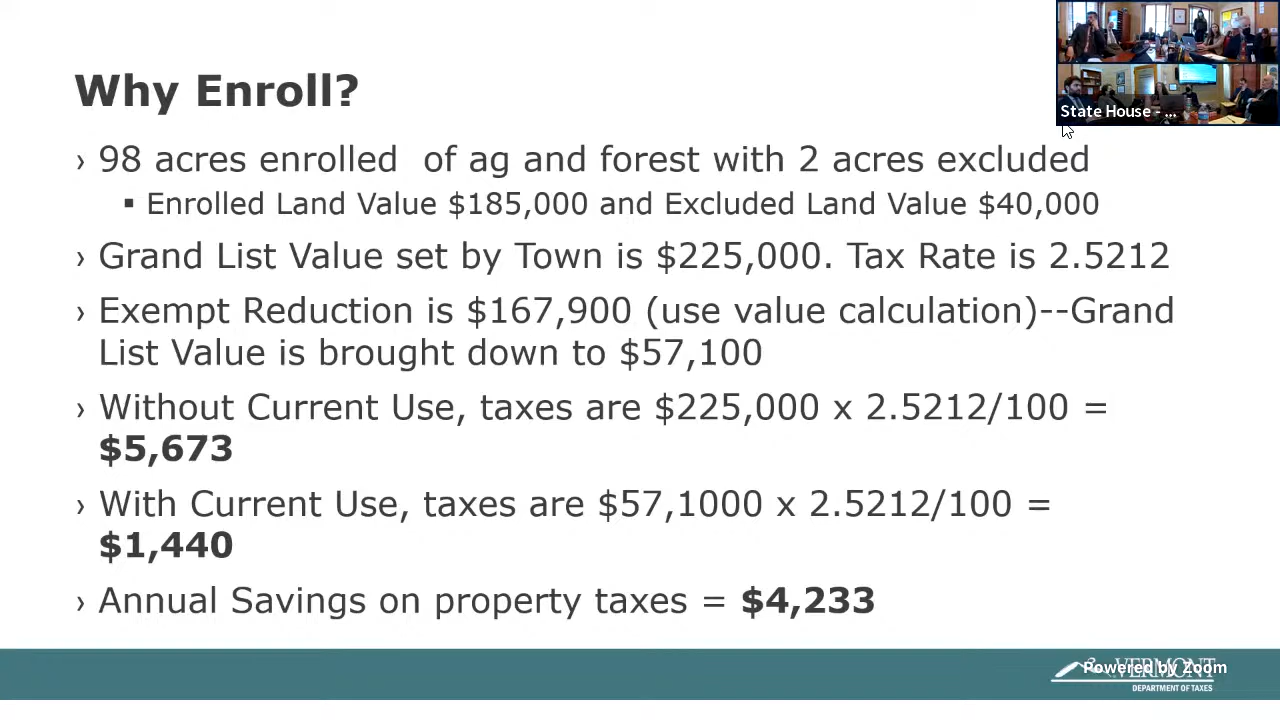 State House - ...
Why Enroll?
› 98 acres enrolled of ag and forest with 2 acres excluded
▪ Enrolled Land Value $185,000 and Excluded Land Value $40,000
› Grand List Value set by Town is $225,000. Tax Rate is 2.5212
› Exempt Reduction is $167,900 (use value calculation)--Grand
List Value is brought down to $57,100
› Without Current Use, taxes are $225,000 x 2.5212/100 =
$5,673
› With Current Use, taxes are $57,1000 x 2.5212/100 =
$1,440
› Annual Savings on property taxes = $4,233
VERMONT
Powered by Zoom
DEPARTMENT OF TAXES